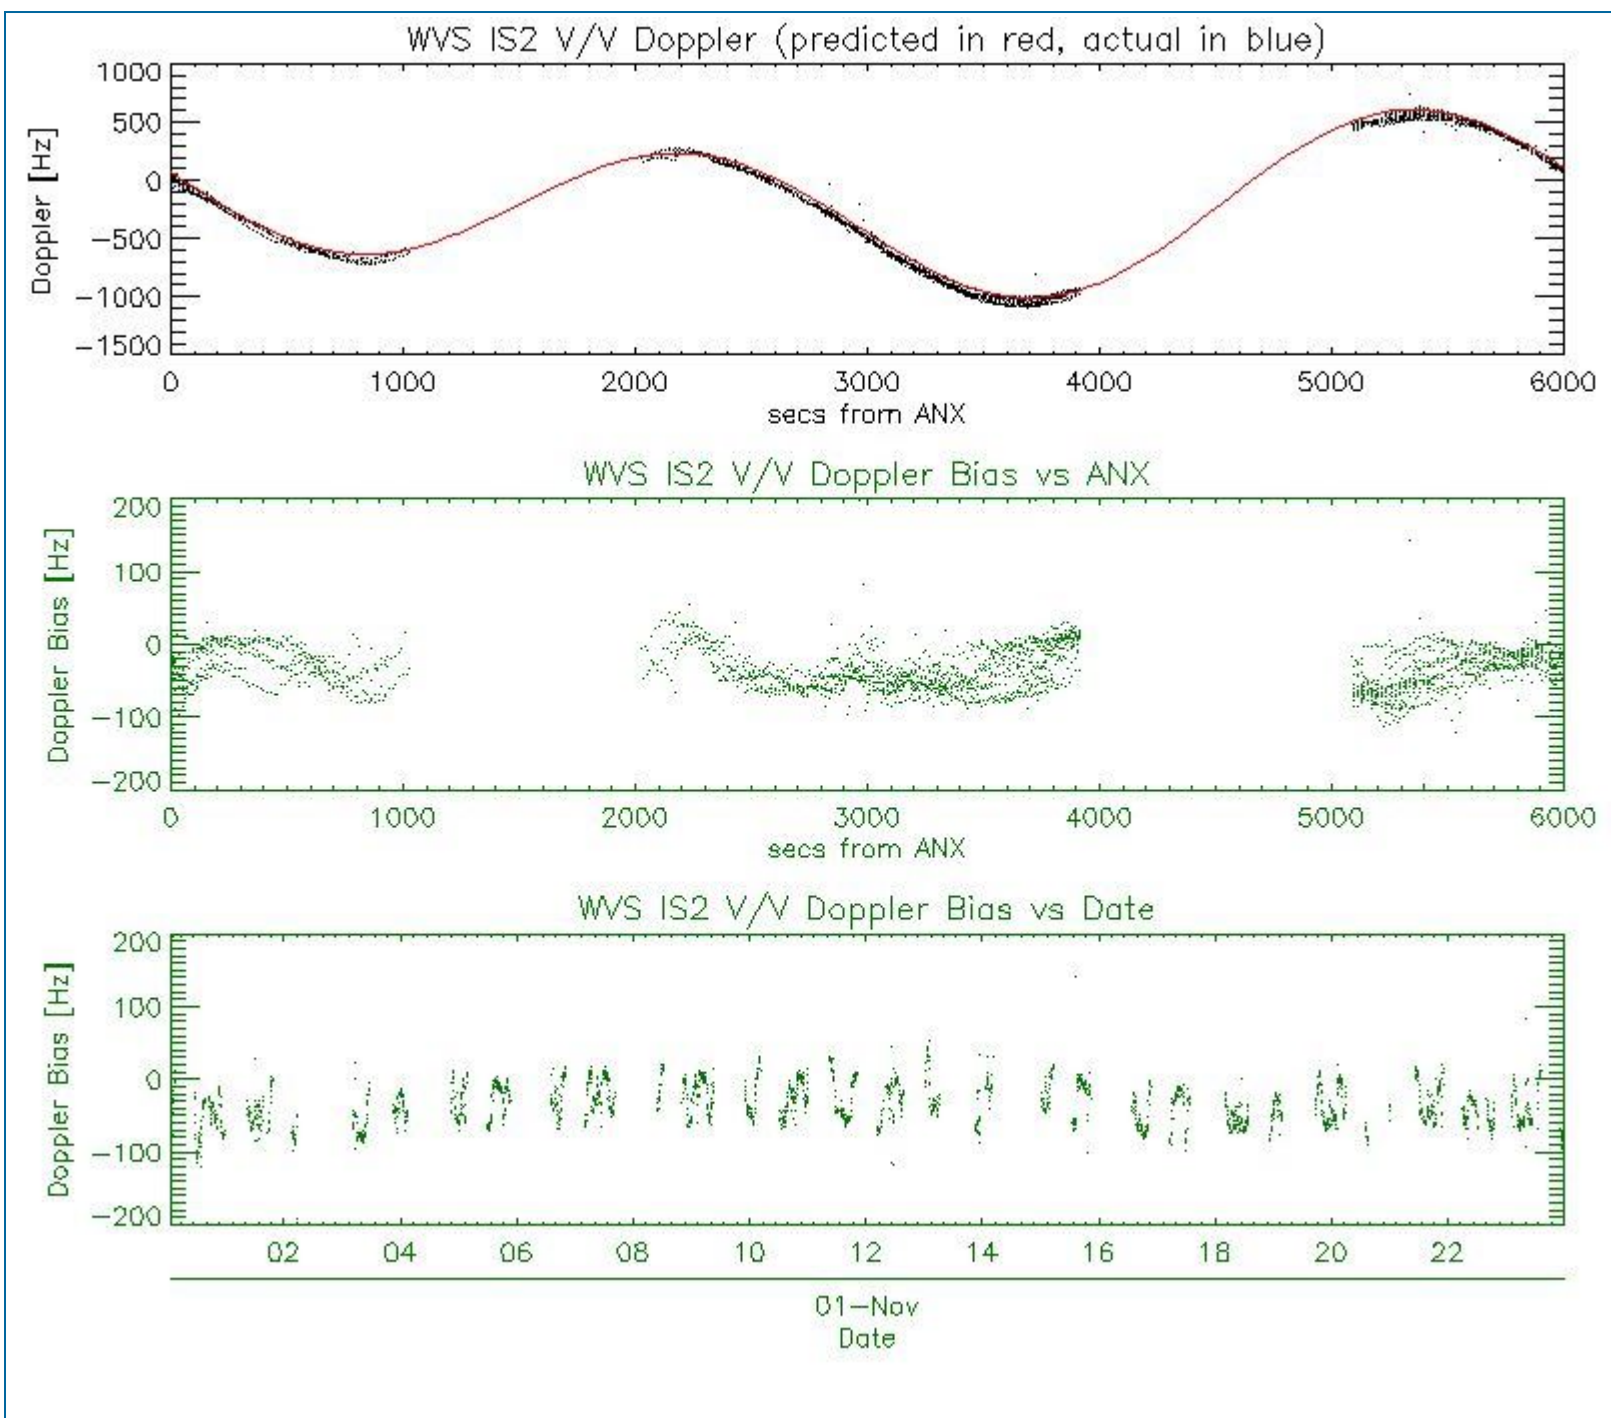 WVS IS2 V/V Doppler (predicted in red, actual in blue)
1000
500
0
−500
−1000
−1500
Doppler [Hz]
0 1000 2000 3000 4000 5000 6000
secs from ANX
WVS IS2 V/V Doppler Bias vs ANX
200
100
0
−100
−200
Doppler Bias [Hz]
0 1000 2000 3000 4000 5000 6000
secs from ANX
WVS IS2 V/V Doppler Bias vs Date
200
100
0
−100
−200
Doppler Bias [Hz]
02 04 06 08 10 12 14 16 18 20 22
01−Nov
Date